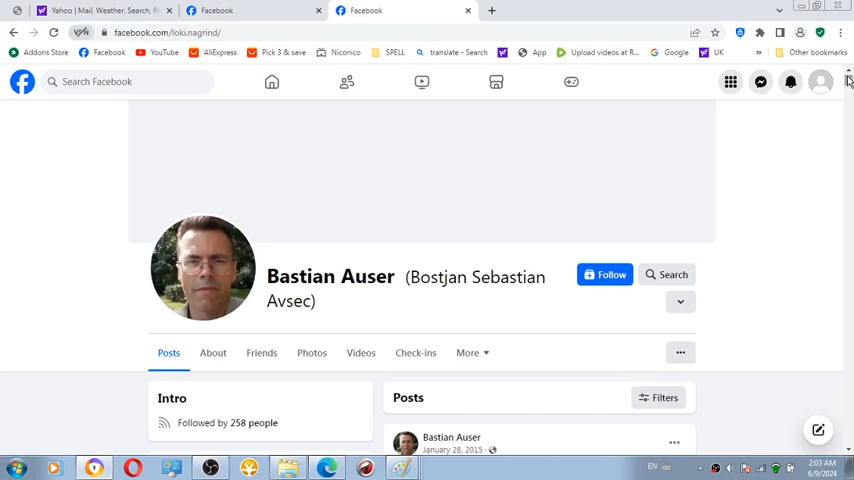 Yahoo | Mail, Weather, Search, Po
Facebook
Facebook
VPN
facebook.com/loki.nagrind/
Addons Store
Facebook
YouTube
AliExpress
Pick 3 & save
Niconico
SPELL
translate - Search
App
Upload videos at R...
Google
UK
Other bookmarks
Search Facebook
Bastian Auser (Bostjan Sebastian
Avsec)
Follow
Search
Posts
About
Friends
Photos
Videos
Check-ins
More
Intro
Followed by 258 people
Posts
Filters
Bastian Auser
January 28, 2015
EN
2:03 AM
6/9/2024